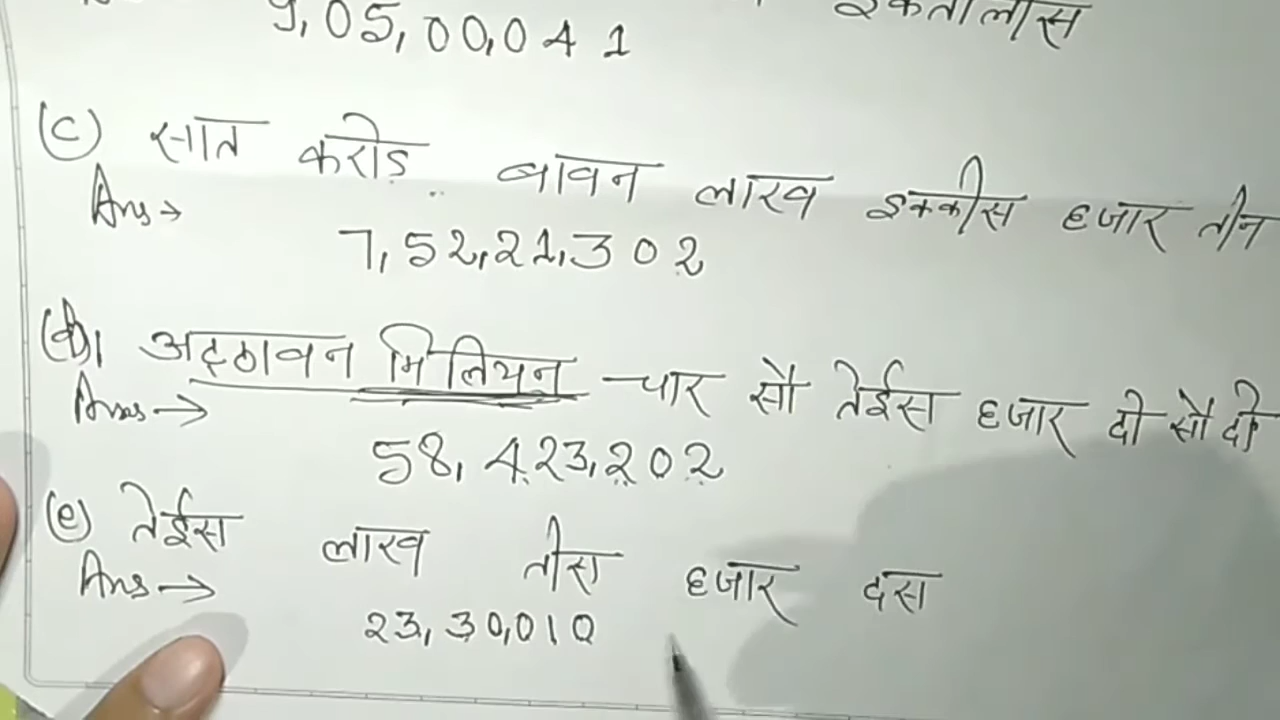 इकतालीस
9,05,00,041
(c) सात करोड़ बावन लाख इक्कीस हजार तीन
Ans→
7,52,21,302
(d) अट्ठावन मिलियन चार सौ तेईस हजार दो सौ दो
Ans→
58,423,202
(e) तेईस लाख तीस हजार दस
Ans→
23,30,010